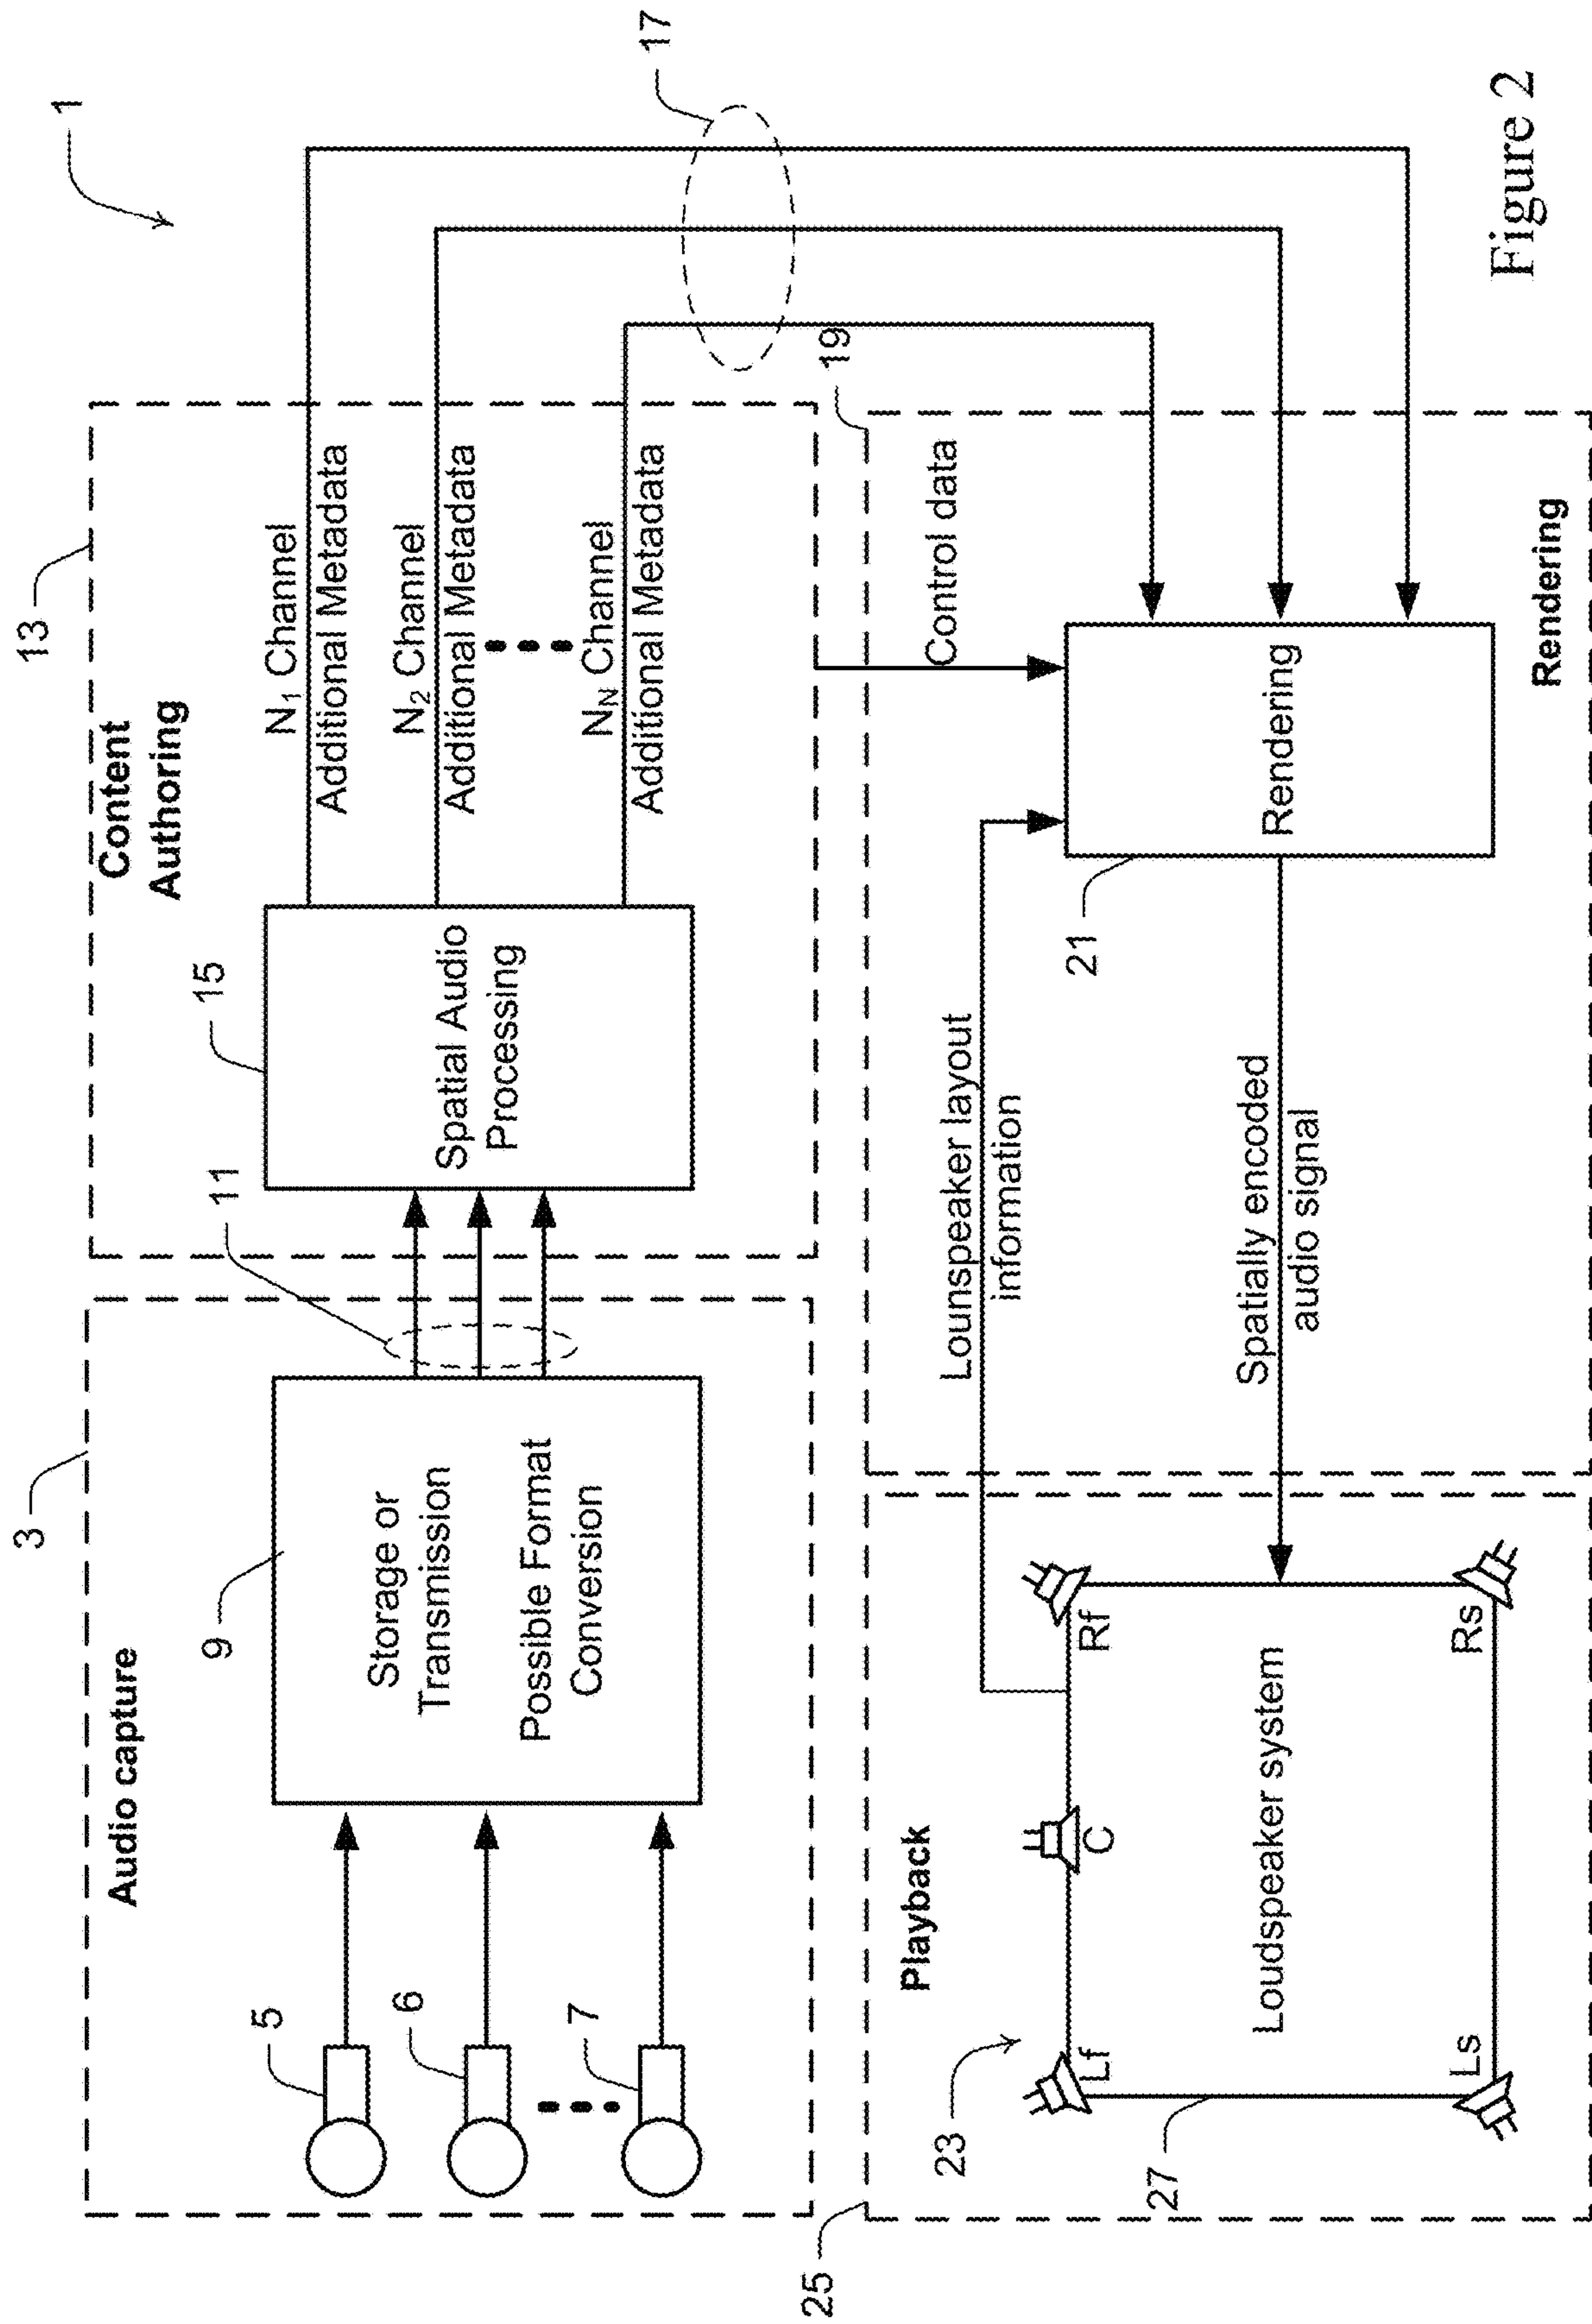 1
3
13
Audio capture
Content
Authoring
5
6
7
9
Storage or
Transmission
Possible Format
Conversion
11
15
Spatial Audio
Processing
N1 Channel
Additional Metadata
N2 Channel
Additional Metadata
NN Channel
Additional Metadata
17
25
Playback
19
Control data
23
Lf
C
Rf
Lounspeaker layout
information
21
Rendering
27
Loudspeaker system
Spatially encoded
audio signal
Ls
Rs
Rendering
Figure 2